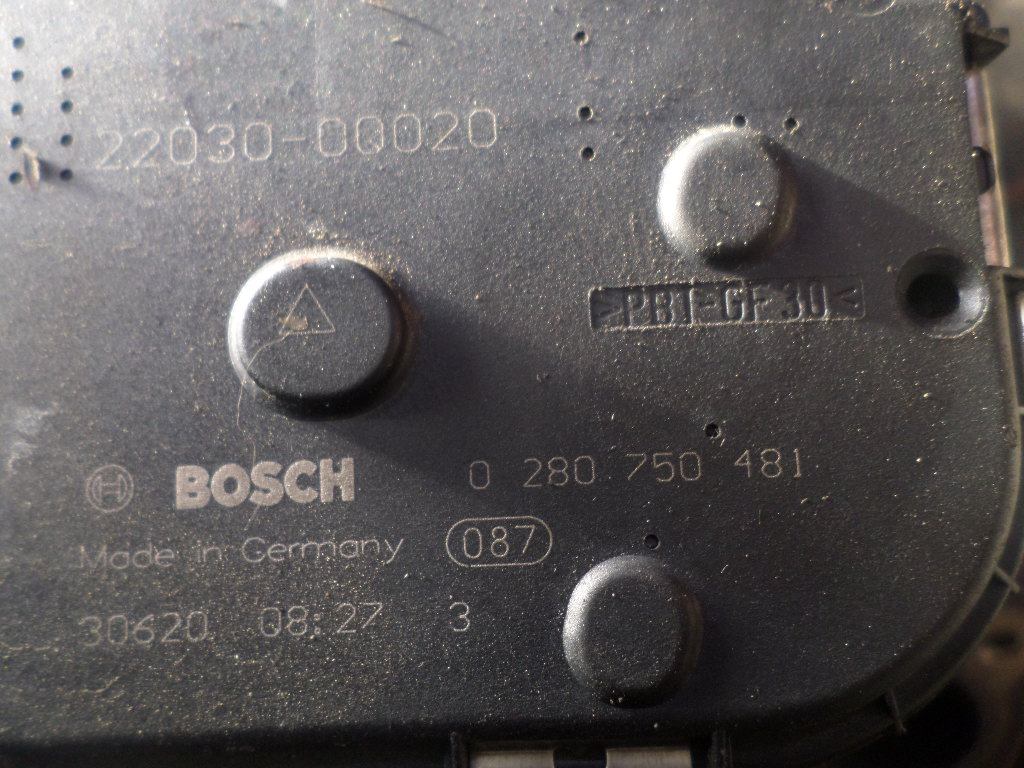 22030-0Q020
>PBT-GF30<
BOSCH 0 280 750 481
Made in Germany 087
30620 08:27 3